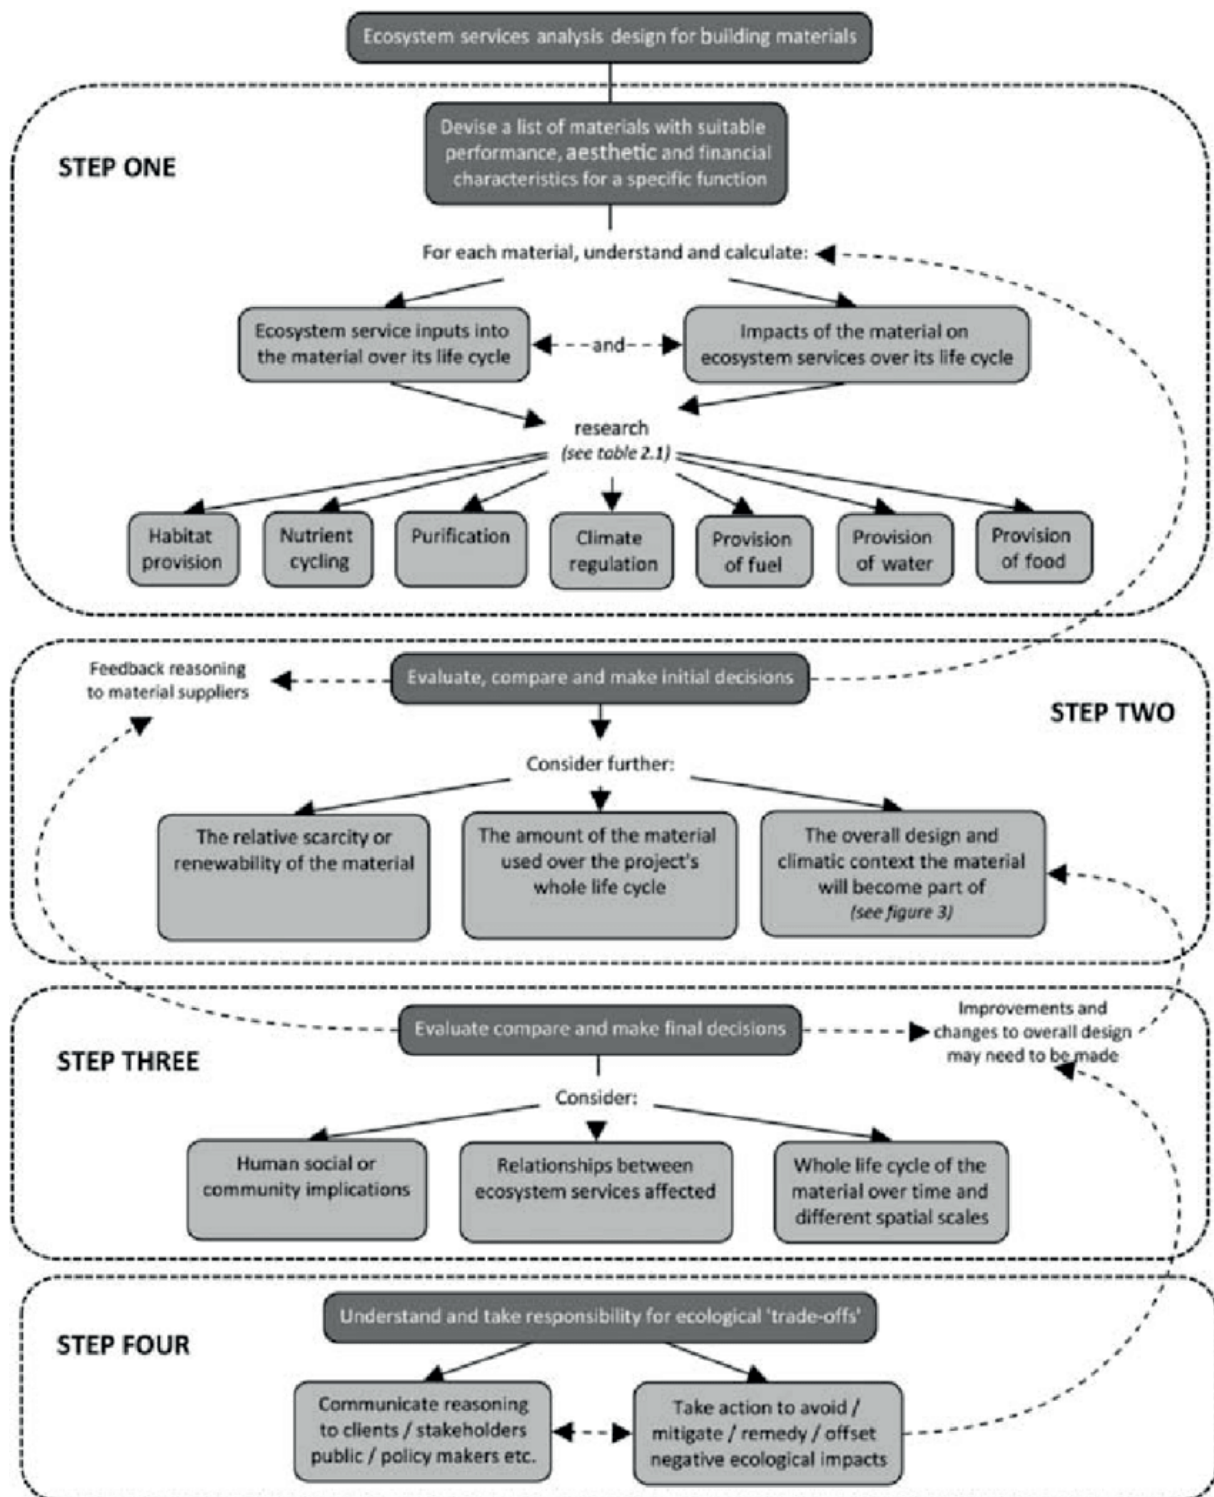 Ecosystem services analysis design for building materials
STEP ONE
Devise a list of materials with suitable
performance, aesthetic and financial
characteristics for a specific function
For each material, understand and calculate:
Ecosystem service inputs into
the material over its life cycle
and
Impacts of the material on
ecosystem services over its life cycle
research
(see table 2.1)
Habitat
provision
Nutrient
cycling
Purification
Climate
regulation
Provision
of fuel
Provision
of water
Provision
of food
Feedback reasoning
to material suppliers
Evaluate, compare and make initial decisions
STEP TWO
Consider further:
The relative scarcity or
renewability of the material
The amount of the material
used over the project's
whole life cycle
The overall design and
climatic context the material
will become part of
(see figure 3)
STEP THREE
Evaluate compare and make final decisions
Improvements and
changes to overall design
may need to be made
Consider:
Human social or
community implications
Relationships between
ecosystem services affected
Whole life cycle of the
material over time and
different spatial scales
STEP FOUR
Understand and take responsibility for ecological 'trade-offs'
Communicate reasoning
to clients / stakeholders
public / policy makers etc.
Take action to avoid /
mitigate / remedy / offset
negative ecological impacts